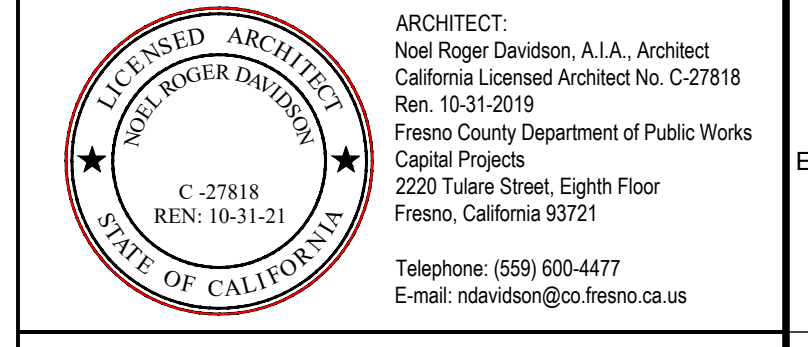 LICENSED ARCHITECT
NOEL ROGER DAVIDSON
C -27818
REN: 10-31-21
STATE OF CALIFORNIA
ARCHITECT:
Noel Roger Davidson, A.I.A., Architect
California Licensed Architect No. C-27818
Ren. 10-31-2019
Fresno County Department of Public Works
Capital Projects
2220 Tulare Street, Eighth Floor
Fresno, California 93721
Telephone: (559) 600-4477
E-mail: ndavidson@co.fresno.ca.us
E